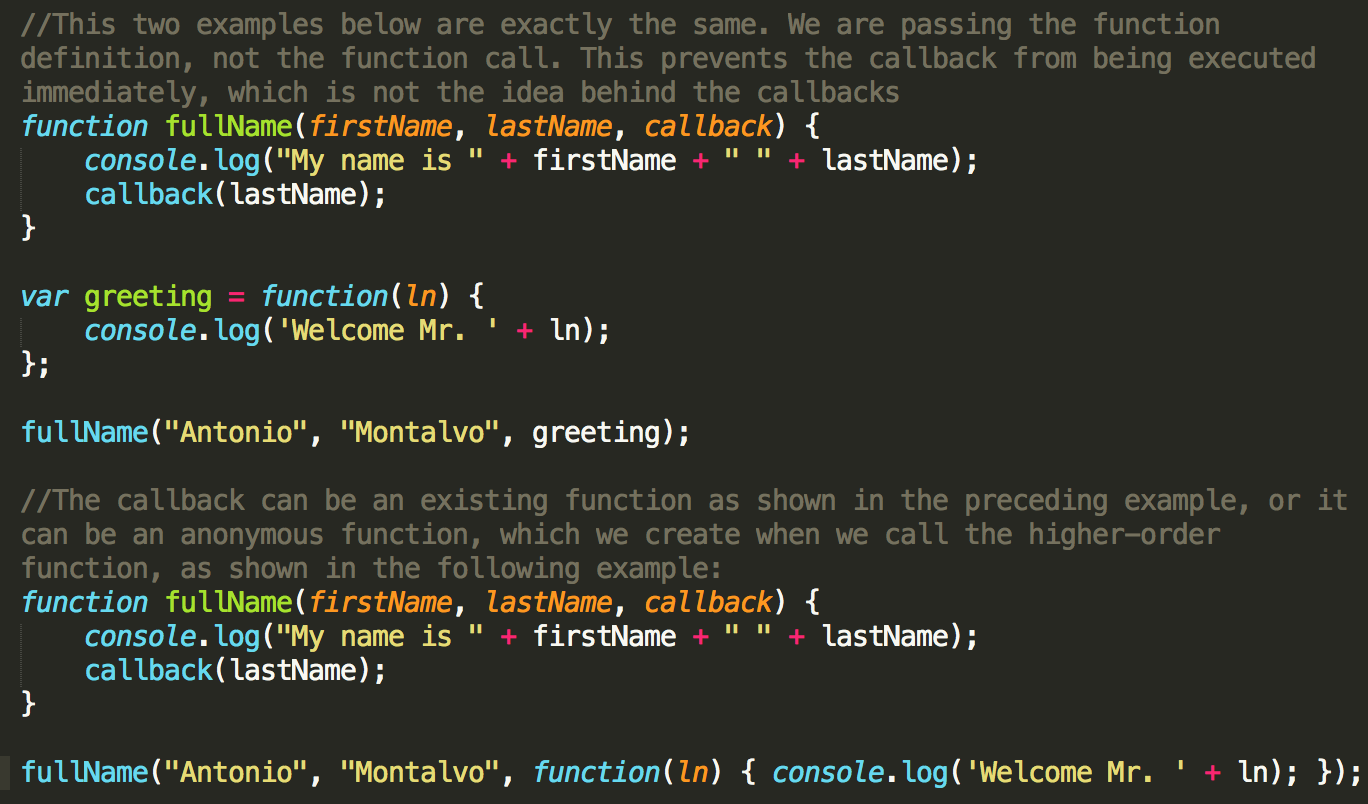 //This two examples below are exactly the same. We are passing the function
definition, not the function call. This prevents the callback from being executed
immediately, which is not the idea behind the callbacks
function fullName(firstName, lastName, callback) {
    console.log("My name is " + firstName + " " + lastName);
    callback(lastName);
}

var greeting = function(ln) {
    console.log('Welcome Mr. ' + ln);
};

fullName("Antonio", "Montalvo", greeting);

//The callback can be an existing function as shown in the preceding example, or it
can be an anonymous function, which we create when we call the higher-order
function, as shown in the following example:
function fullName(firstName, lastName, callback) {
    console.log("My name is " + firstName + " " + lastName);
    callback(lastName);
}

fullName("Antonio", "Montalvo", function(ln) { console.log('Welcome Mr. ' + ln); });